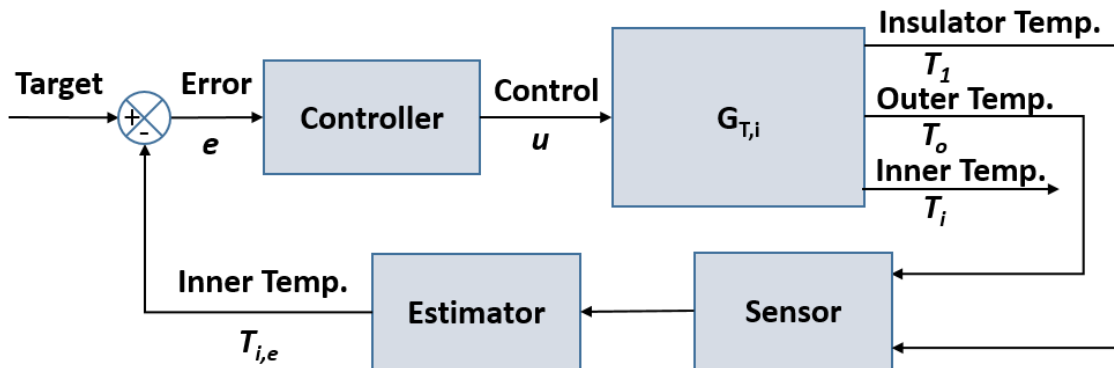 Insulator Temp.
T1
Target
+
-
Error
e
Controller
Control
u
GT,i
Outer Temp.
To
Inner Temp.
Ti
Inner Temp.
Ti,e
Estimator
Sensor